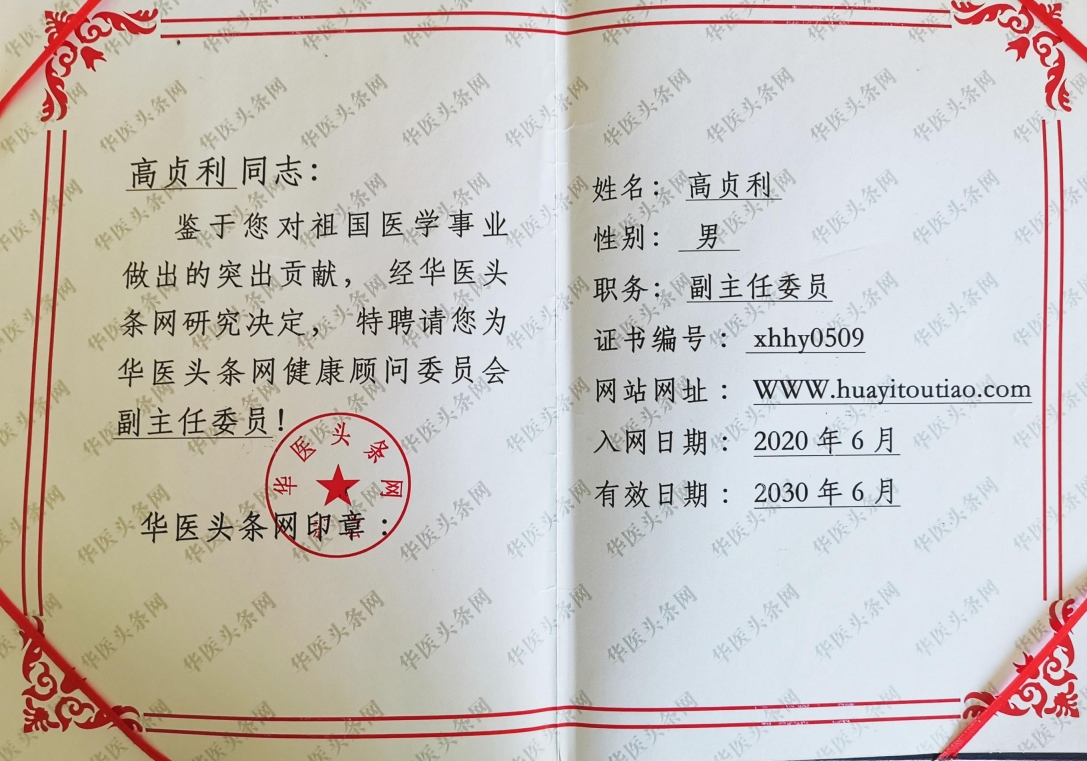 高贞利同志：
鉴于您对祖国医学事业
做出的突出贡献，经华医头
条网研究决定，特聘请您为
华医头条网健康顾问委员会
副主任委员！
华医头条网
华医头条网印章：
姓名：高贞利
性别：男
职务：副主任委员
证书编号：xhhy0509
网站网址：WWW.huayitoutiao.com
入网日期：2020年6月
有效日期：2030年6月
华医头条网